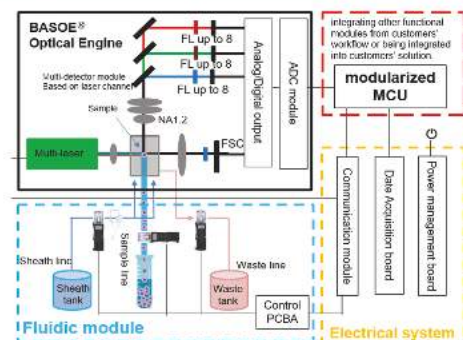 BASOE®
Optical Engine
FL up to 8
FL up to 8
FL up to 8
Multi-detector module
Based on laser channel
Sample
NA1.2
Multi-laser
FSC
Analog/Digital output
ADC module
integrating other functional
modules from customers'
workflow or being integrated
into customers' solution.
modularized
MCU
Communication module
Date Acquisition board
Power management board
Electrical system
Sheath line
Sample line
Waste line
Sheath
tank
Waste
tank
Control
PCBA
Fluidic module